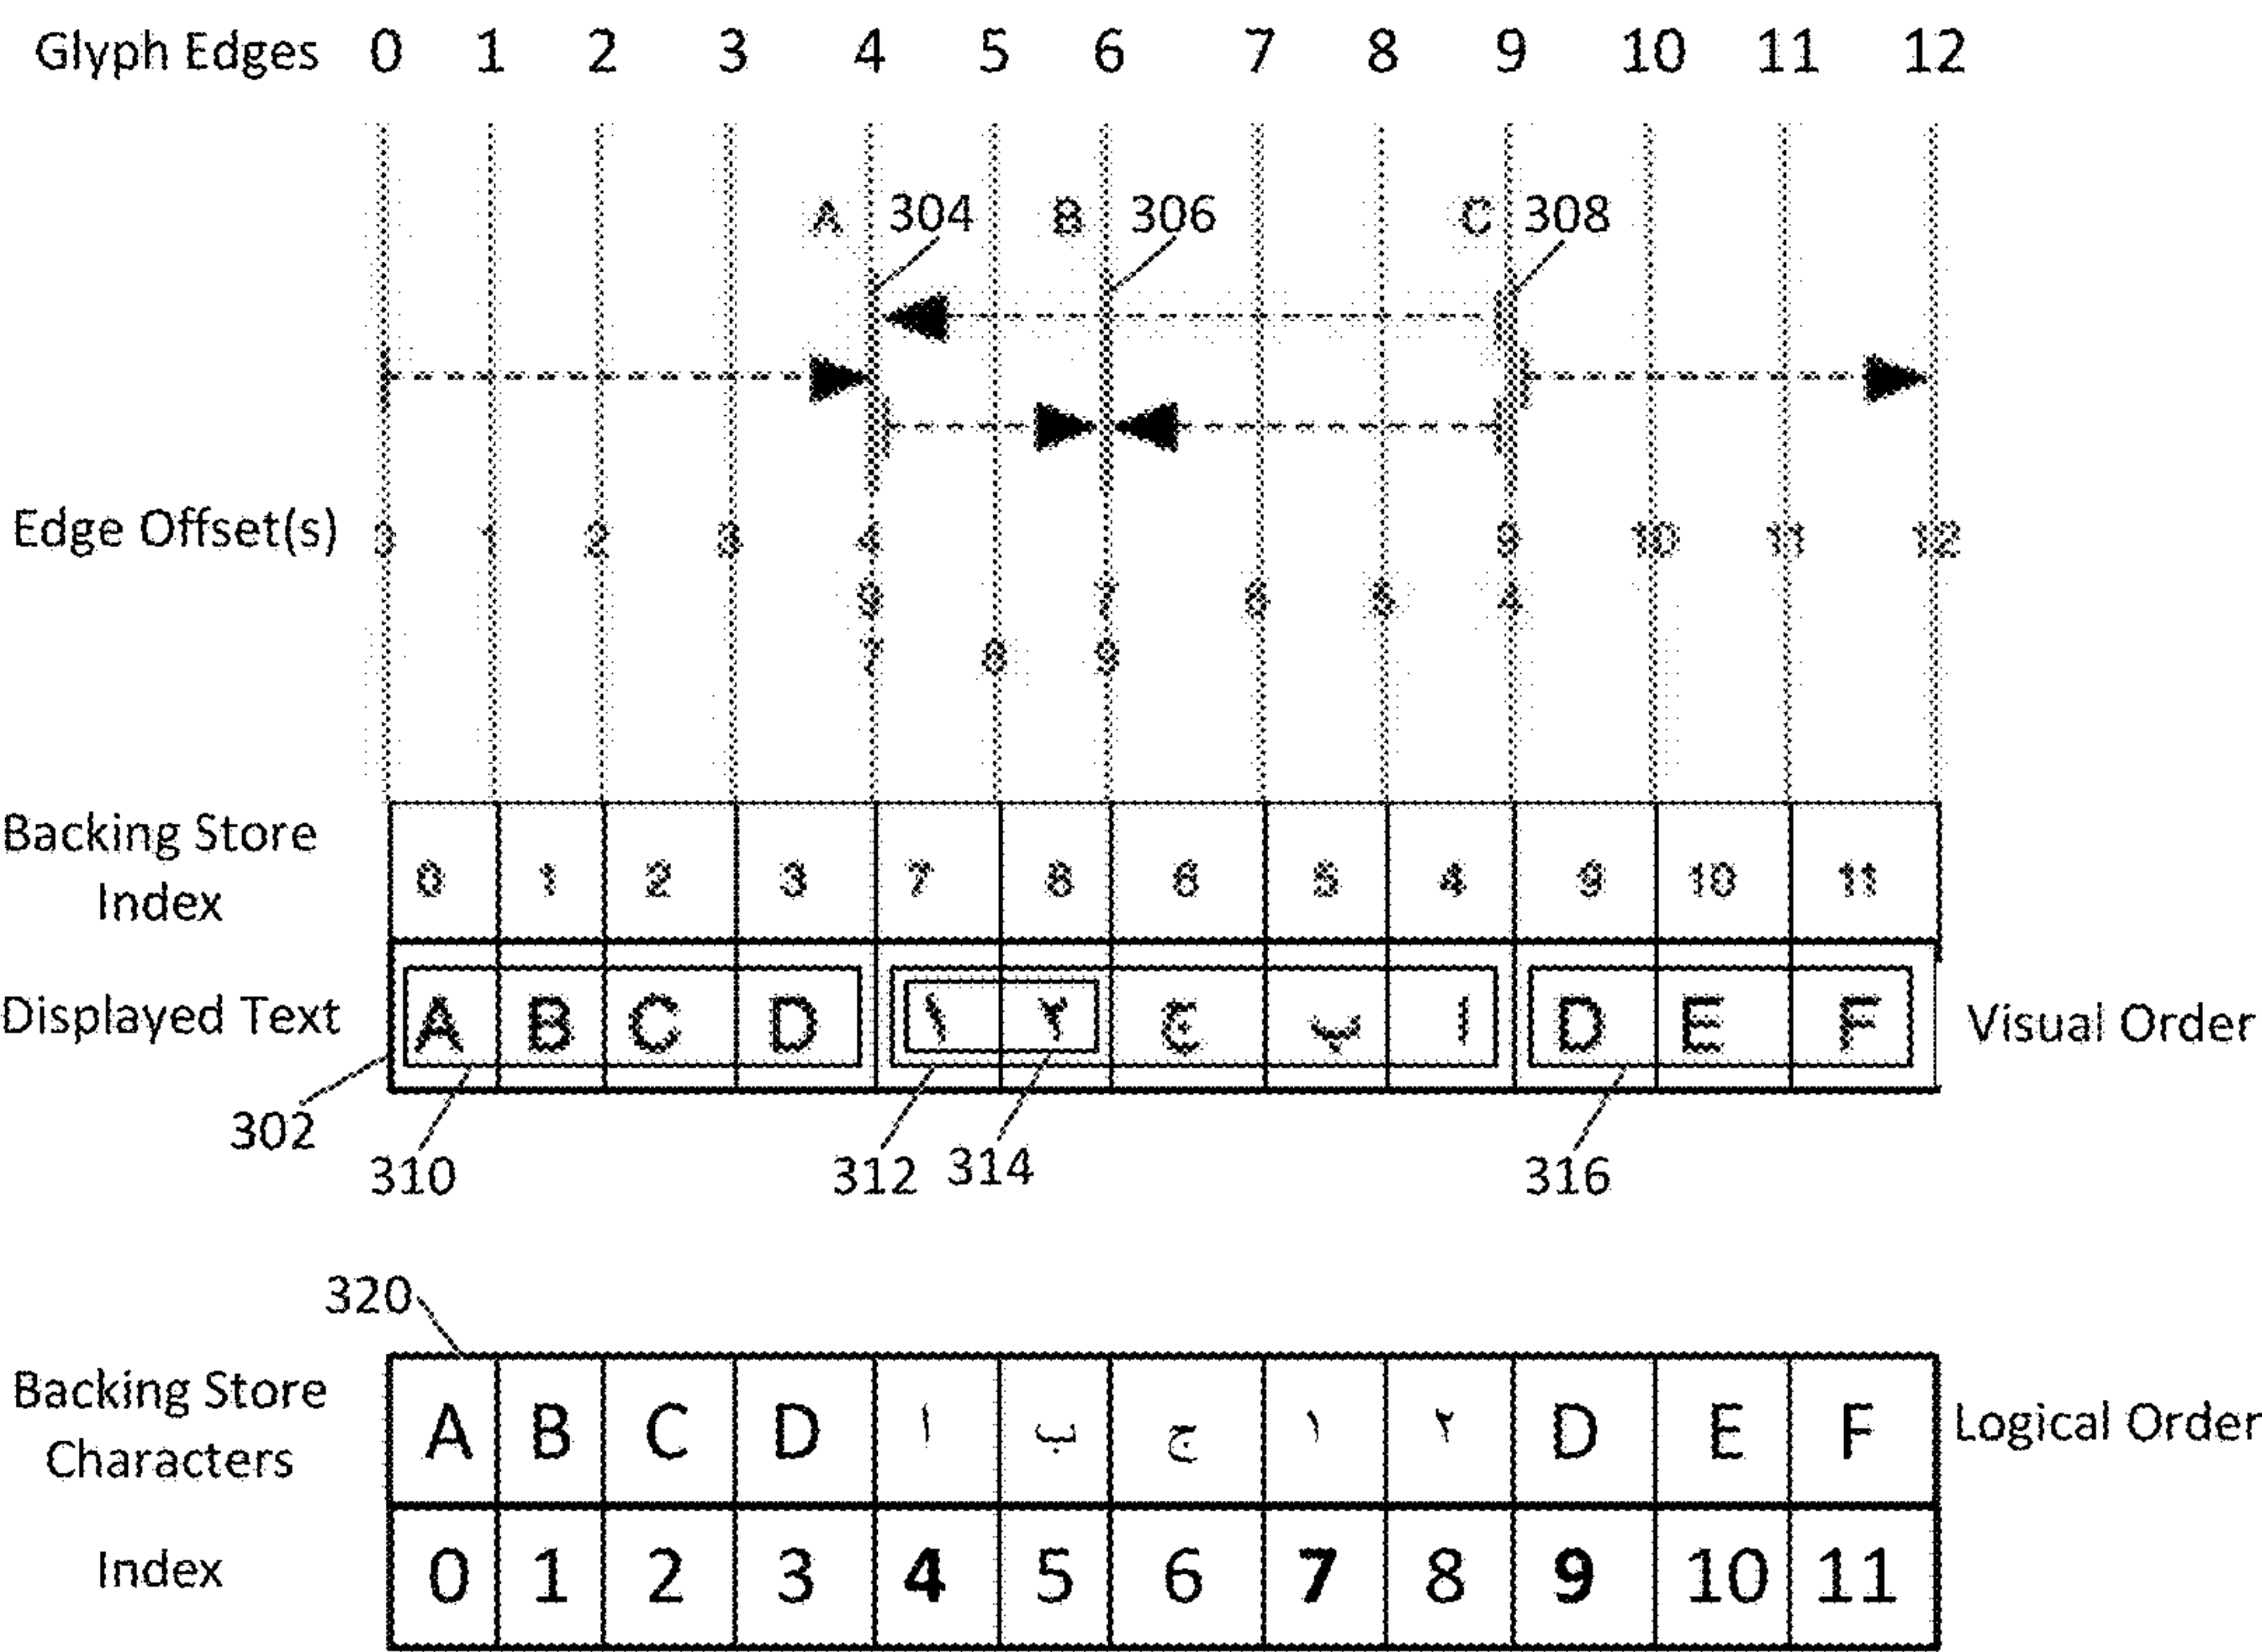 Glyph Edges 0 1 2 3 4 5 6 7 8 9 10 11 12
A 304 B 306 C 308
Edge Offset(s) 0 1 2 3 4 9 10 11 12
9 7 6 5 4
7 8 9
Backing Store Index 0 1 2 3 7 8 6 5 4 9 10 11
Displayed Text A B C D ١ ٢ ج ب ا D E F Visual Order
302 310 312 314 316
320
Backing Store Characters A B C D ا ب ج ١ ٢ D E F Logical Order
Index 0 1 2 3 4 5 6 7 8 9 10 11